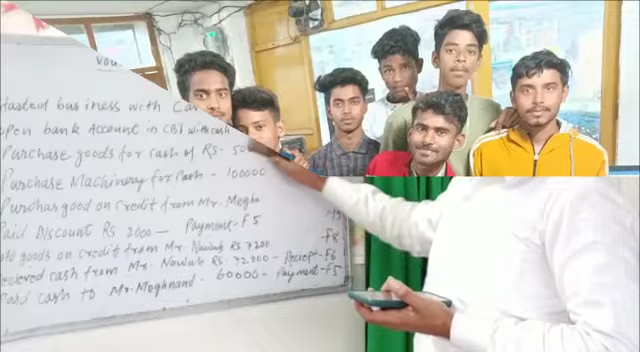 VOU
started business with Ca
open bank Account in CBI with cash
Purchase goods for cash of Rs- 50
Purchase Machinery for cash - 100000
Purchas good on credit from Mr. Megha
Paid Discount Rs 2000 — Payment - F5
old goods on credit from Mr. Nawab Rs 7200 -F8
Recieved cash from Mr. Nawab Rs. 72000 - Reciept - F6
Paid cash to Mr. Meghnand. 60000 - Payment - F5